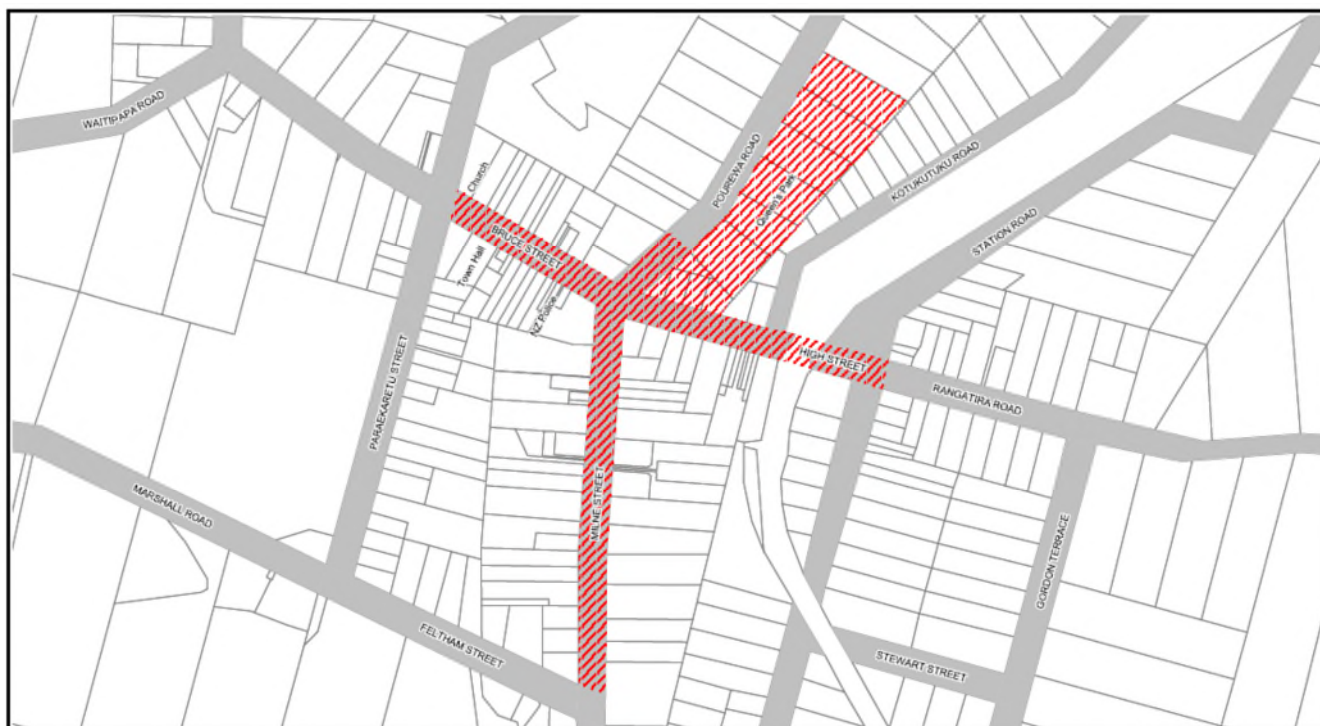 WAITIPAPA ROAD
Church
BRUCE STREET
Town Hall
NZ Police
POUREWA ROAD
Queen's Park
KOTUKUTUKU ROAD
STATION ROAD
PARAEKARETU STREET
HIGH STREET
RANGATIRA ROAD
MARSHALL ROAD
MILNE STREET
GORDON TERRACE
FELTHAM STREET
STEWART STREET